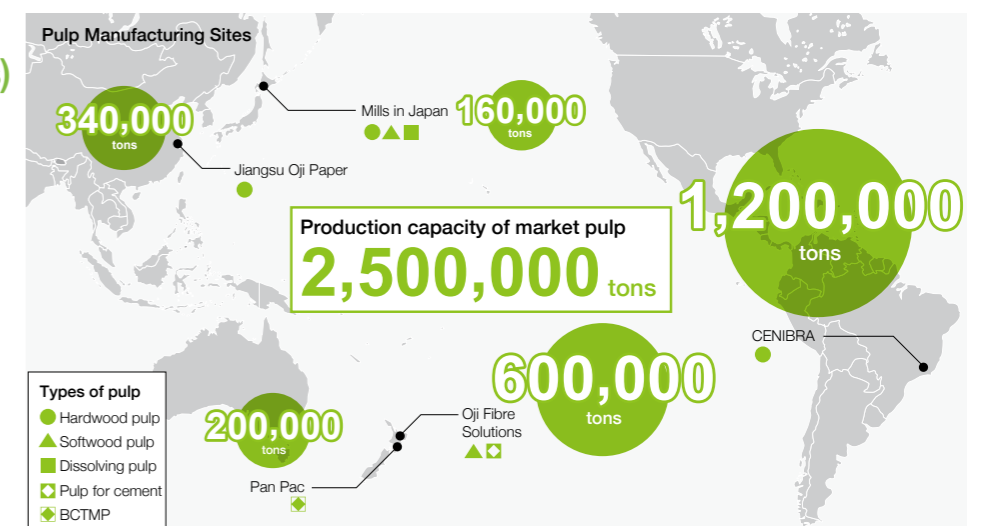 )
Pulp Manufacturing Sites
340,000
tons
Mills in Japan
160,000
tons
Jiangsu Oji Paper
1,200,000
tons
Production capacity of market pulp
2,500,000 tons
CENIBRA
600,000
tons
200,000
tons
Oji Fibre
Solutions
Pan Pac
Types of pulp
Hardwood pulp
Softwood pulp
Dissolving pulp
Pulp for cement
BCTMP